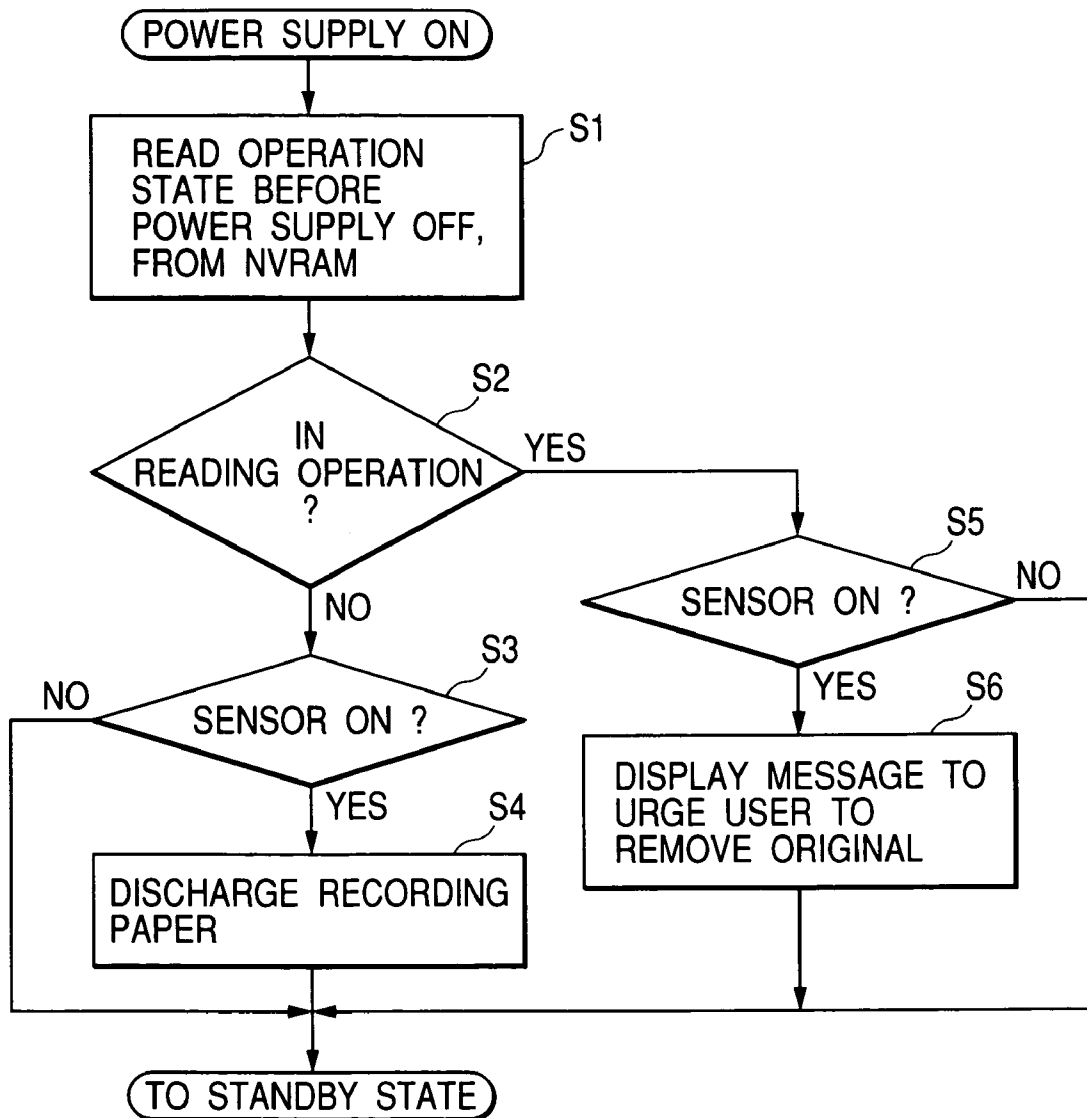 POWER SUPPLY ON
S1
READ OPERATION
STATE BEFORE
POWER SUPPLY OFF,
FROM NVRAM
S2
IN
READING OPERATION
?
YES
NO
S5
SENSOR ON ?
NO
YES
S3
NO
SENSOR ON ?
YES
S6
DISPLAY MESSAGE TO
URGE USER TO
REMOVE ORIGINAL
S4
DISCHARGE RECORDING
PAPER
TO STANDBY STATE